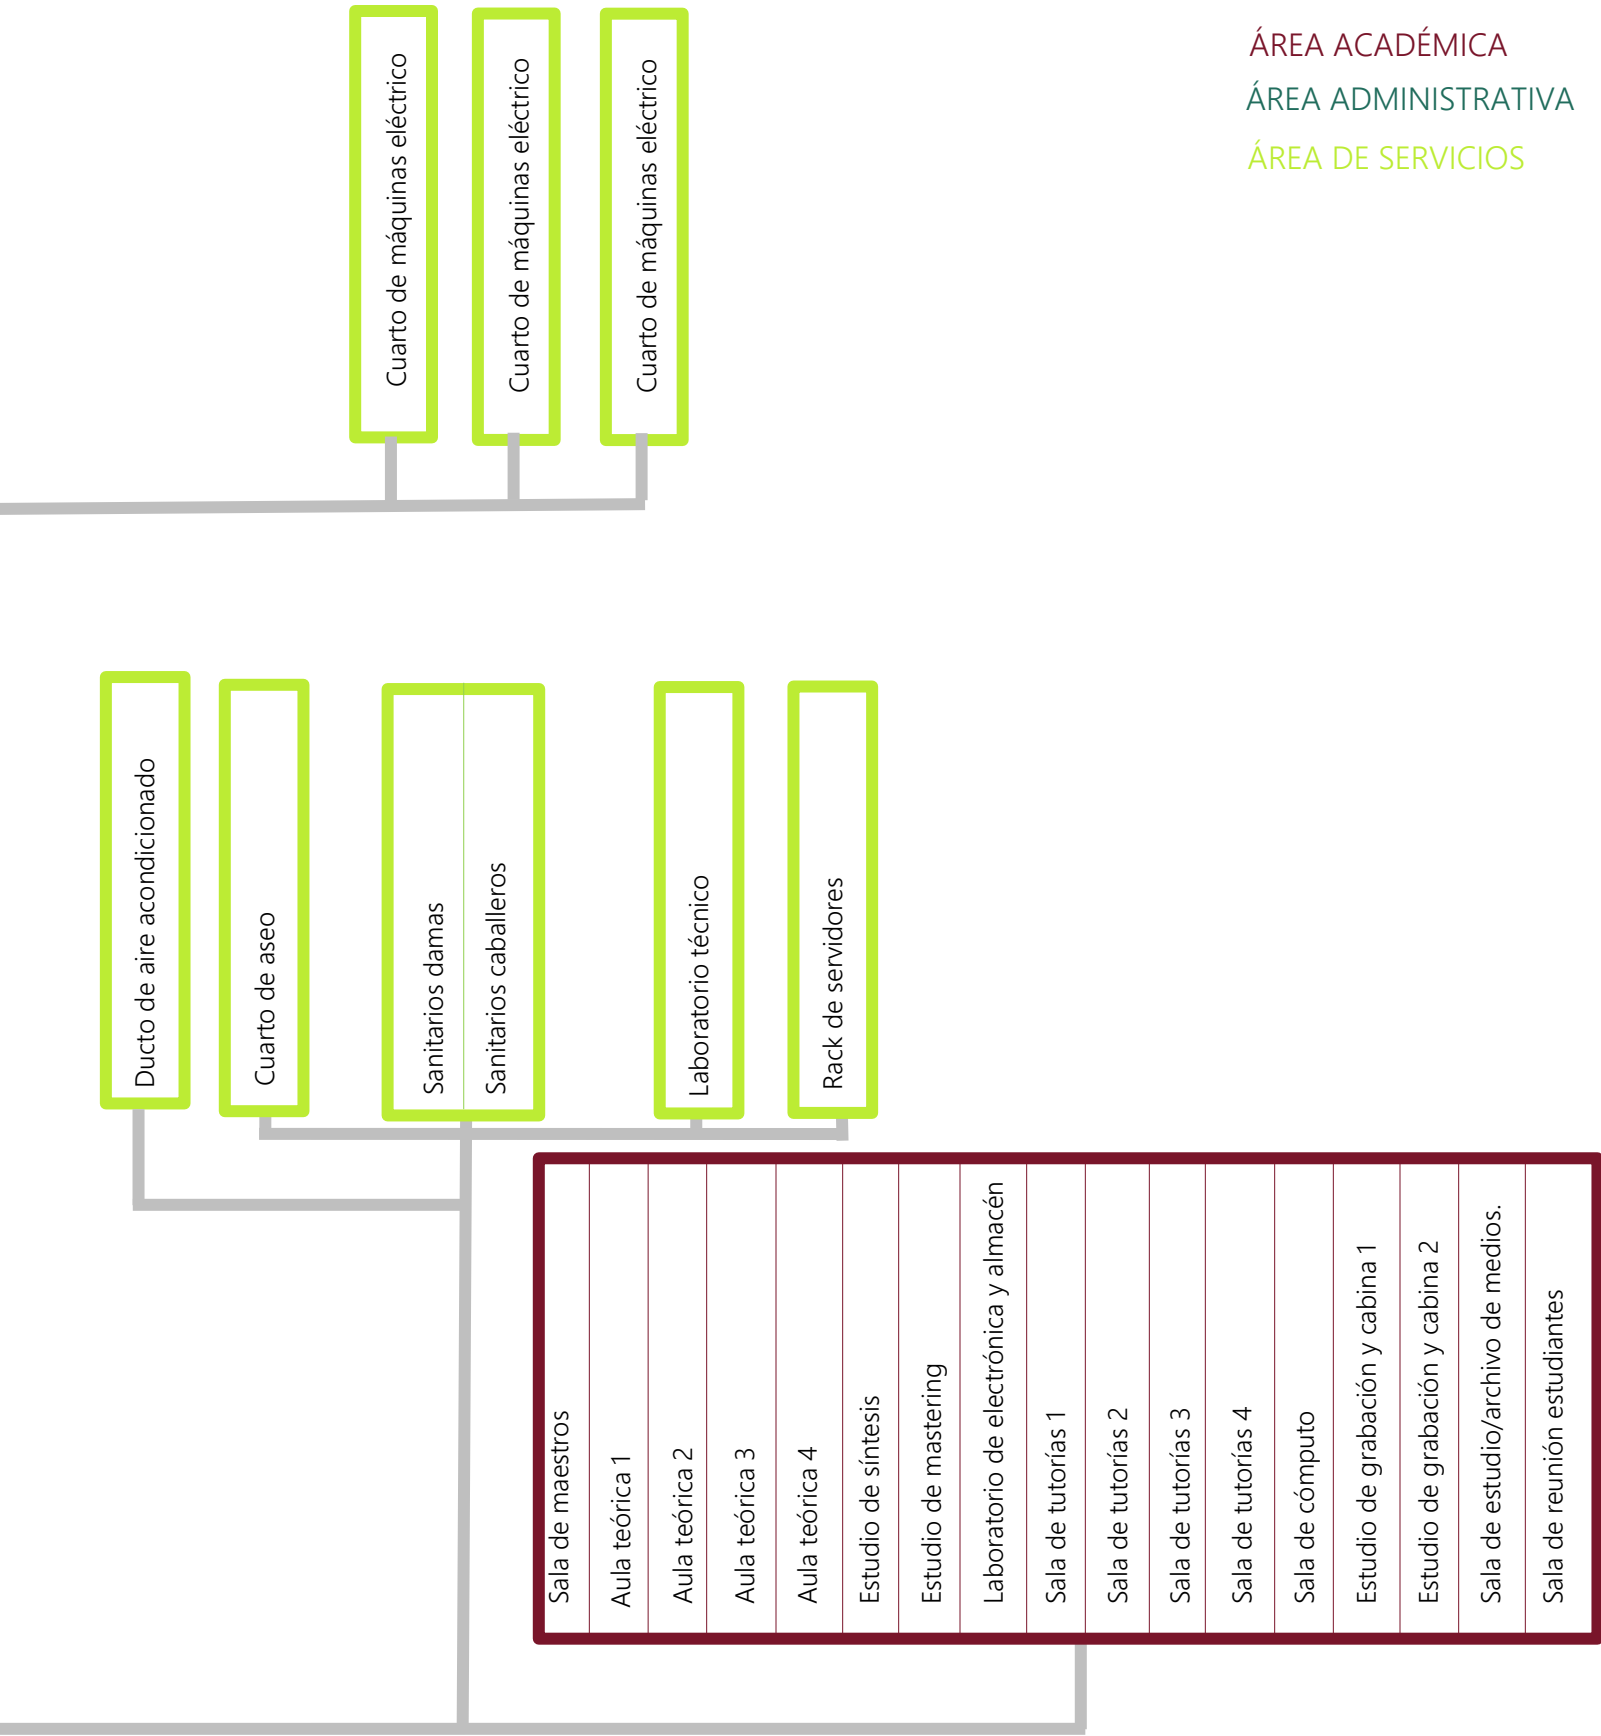 Cuarto de máquinas eléctrico
Cuarto de máquinas eléctrico
Cuarto de máquinas eléctrico
ÁREA ACADÉMICA
ÁREA ADMINISTRATIVA
ÁREA DE SERVICIOS
Ducto de aire acondicionado
Cuarto de aseo
Sanitarios damas
Sanitarios caballeros
Laboratorio técnico
Rack de servidores
Sala de maestros
Aula teórica 1
Aula teórica 2
Aula teórica 3
Aula teórica 4
Estudio de síntesis
Estudio de mastering
Laboratorio de electrónica y almacén
Sala de tutorías 1
Sala de tutorías 2
Sala de tutorías 3
Sala de tutorías 4
Sala de cómputo
Estudio de grabación y cabina 1
Estudio de grabación y cabina 2
Sala de estudio/archivo de medios.
Sala de reunión estudiantes